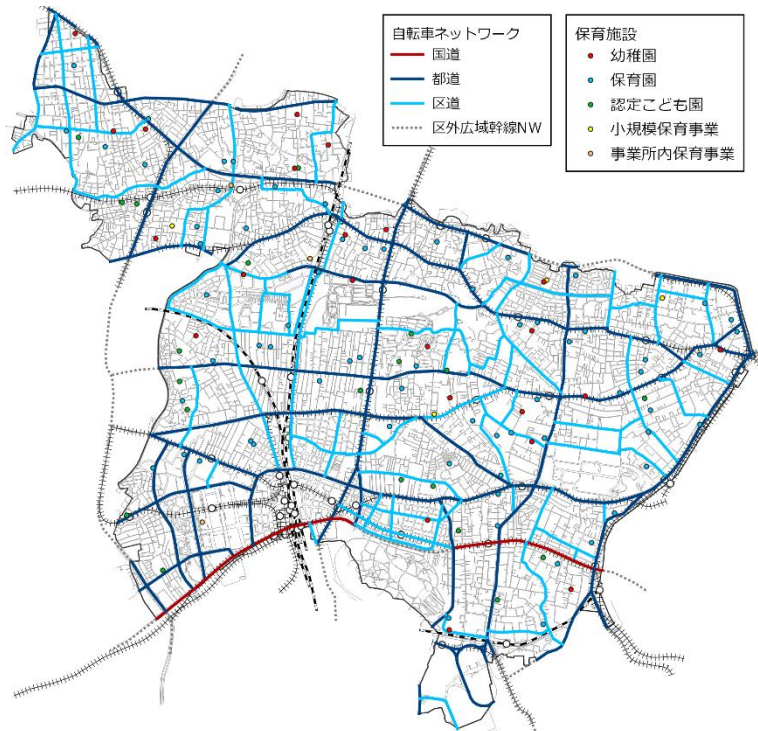 自転車ネットワーク
国道
都道
区道
区外広域幹線NW
保育施設
幼稚園
保育園
認定こども園
小規模保育事業
事業所内保育事業